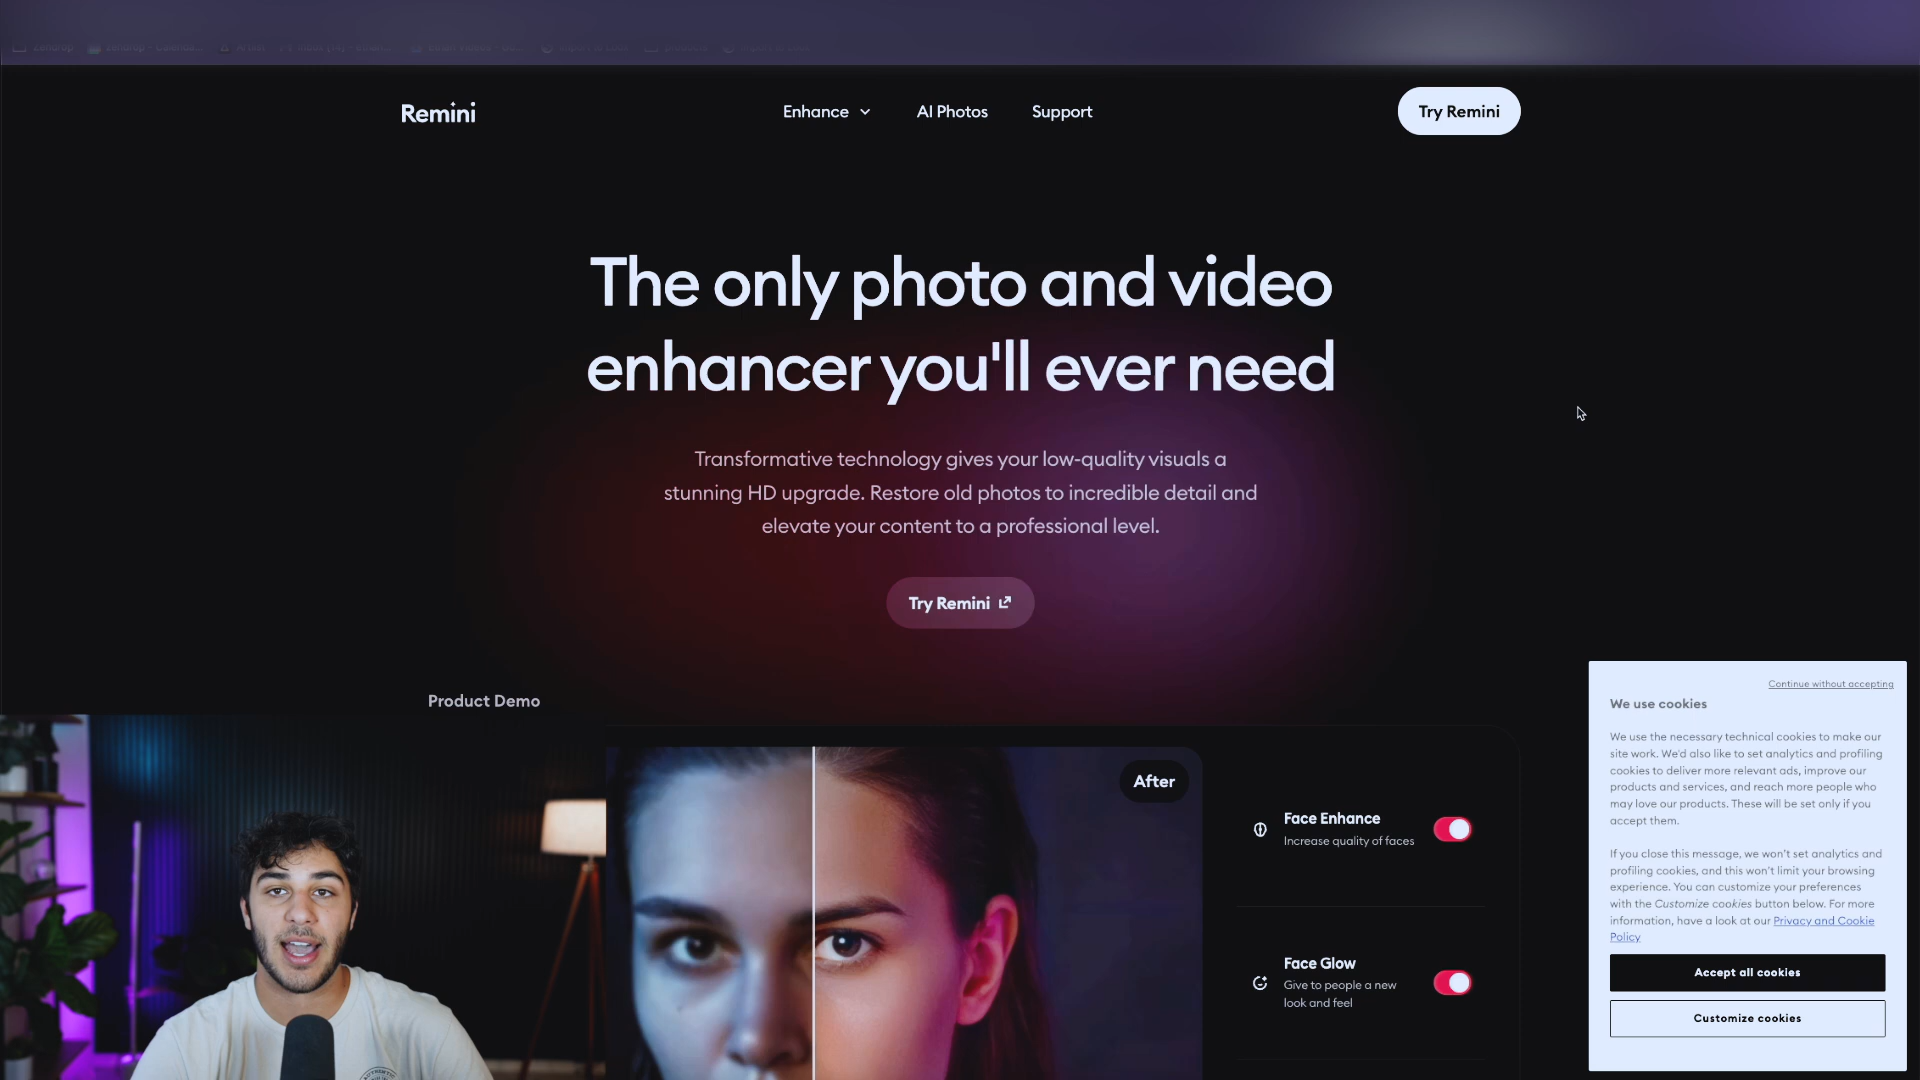 Remini
Enhance
AI Photos
Support
Try Remini
The only photo and video
enhancer you'll ever need
Transformative technology gives your low-quality visuals a
stunning HD upgrade. Restore old photos to incredible detail and
elevate your content to a professional level.
Try Remini
Product Demo
After
Face Enhance
Increase quality of faces
Face Glow
Give to people a new
look and feel
Continue without accepting
We use cookies
We use the necessary technical cookies to make our
site work. We'd also like to set analytics and profiling
cookies to deliver more relevant ads, improve our
products and services, and reach more people who
may love our products. These will be set only if you
accept them.
If you close this message, we won't set analytics and
profiling cookies, and this won't limit your browsing
experience. You can customize your preferences
with the Customize cookies button below. For more
information, have a look at our Privacy and Cookie
Policy
Accept all cookies
Customize cookies